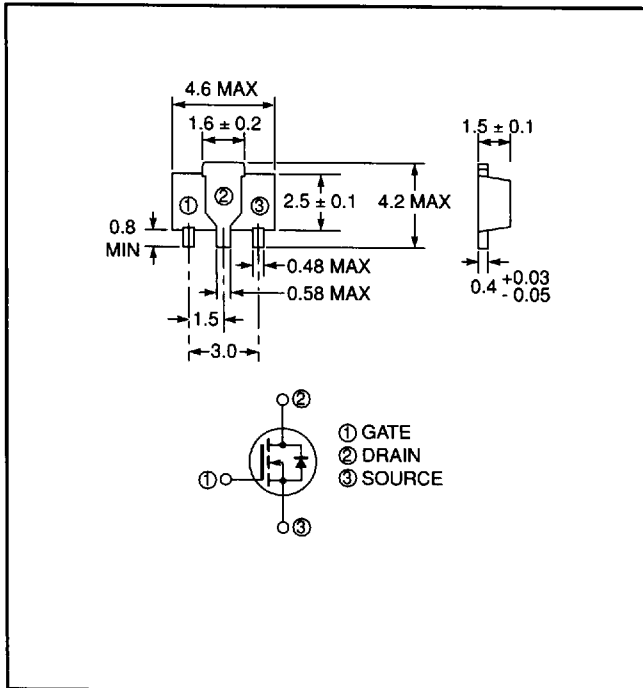 4.6 MAX
1.6 ± 0.2
1.5 ± 0.1
①
②
③
2.5 ± 0.1
4.2 MAX
0.8
MIN
0.48 MAX
0.58 MAX
0.4 +0.03
- 0.05
1.5
3.0
②
① GATE
② DRAIN
③ SOURCE
①
③